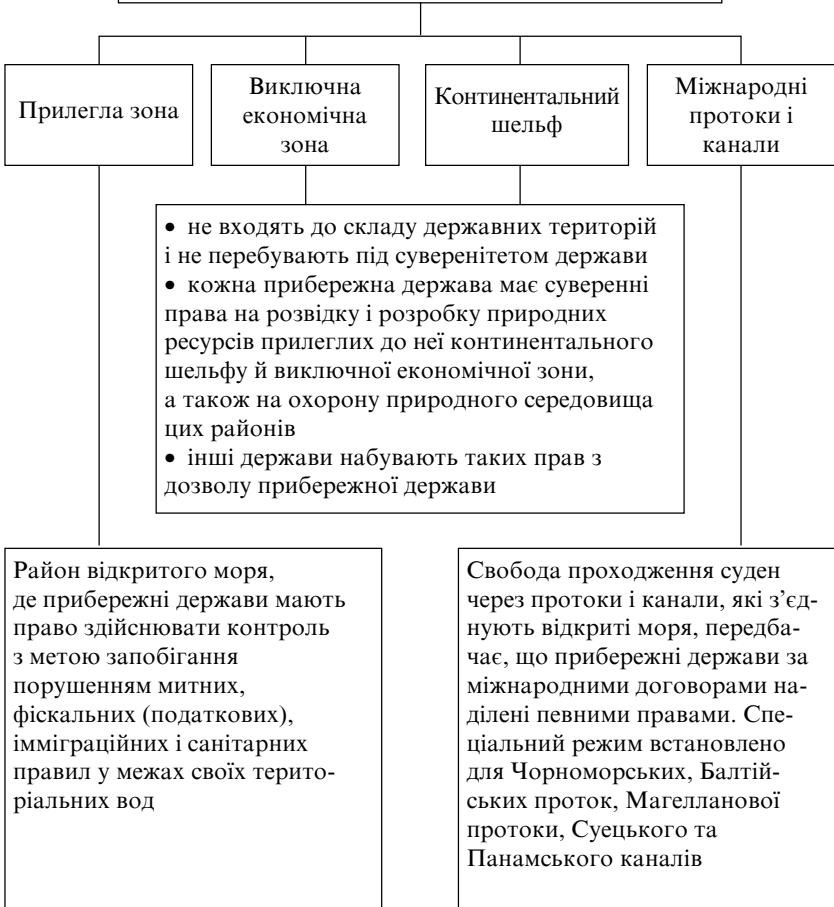 Прилегла зона
Виключна
економічна
зона
Континентальний
шельф
Міжнародні
протоки і
канали
• не входять до складу державних територій
і не перебувають під суверенітетом держави
• кожна прибережна держава має суверенні
права на розвідку і розробку природних
ресурсів прилеглих до неї континентального
шельфу й виключної економічної зони,
а також на охорону природного середовища
цих районів
• інші держави набувають таких прав з
дозволу прибережної держави
Район відкритого моря,
де прибережні держави мають
право здійснювати контроль
з метою запобігання
порушенням митних,
фіскальних (податкових),
імміграційних і санітарних
правил у межах своїх терито-
ріальних вод
Свобода проходження суден
через протоки і канали, які з’єд-
нують відкриті моря, передба-
чає, що прибережні держави за
міжнародними договорами на-
ділені певними правами. Спе-
ціальний режим встановлено
для Чорноморських, Балтій-
ських проток, Магелланової
протоки, Суецького та
Панамського каналів